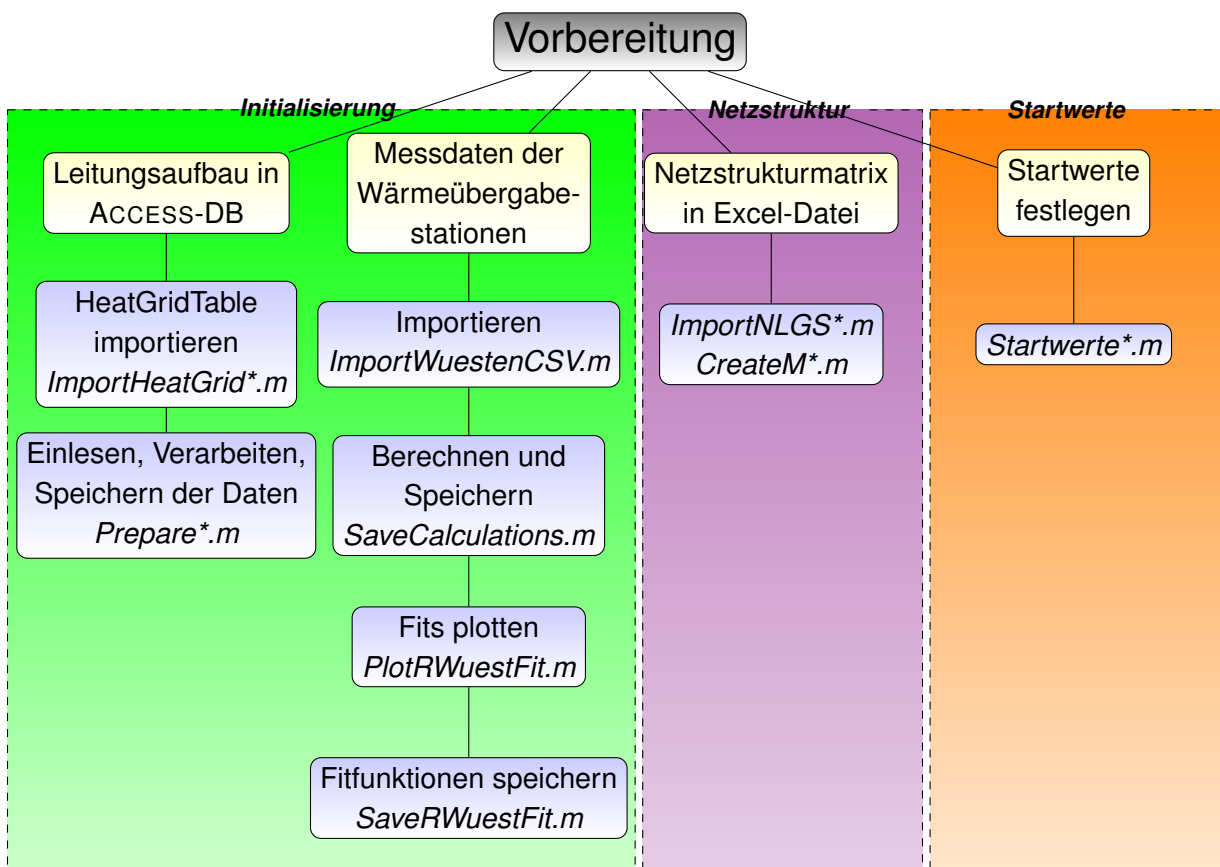 Vorbereitung
Initialisierung
Netzstruktur
Startwerte
Leitungsaufbau in
ACCESS-DB
HeatGridTable
importieren
ImportHeatGrid*.m
Einlesen, Verarbeiten,
Speichern der Daten
Prepare*.m
Messdaten der
Wärmeübergabe-
stationen
Importieren
ImportWuestenCSV.m
Berechnen und
Speichern
SaveCalculations.m
Fits plotten
PlotRWuestFit.m
Fitfunktionen speichern
SaveRWuestFit.m
Netzstrukturmatrix
in Excel-Datei
ImportNLGS*.m
CreateM*.m
Startwerte
festlegen
Startwerte*.m